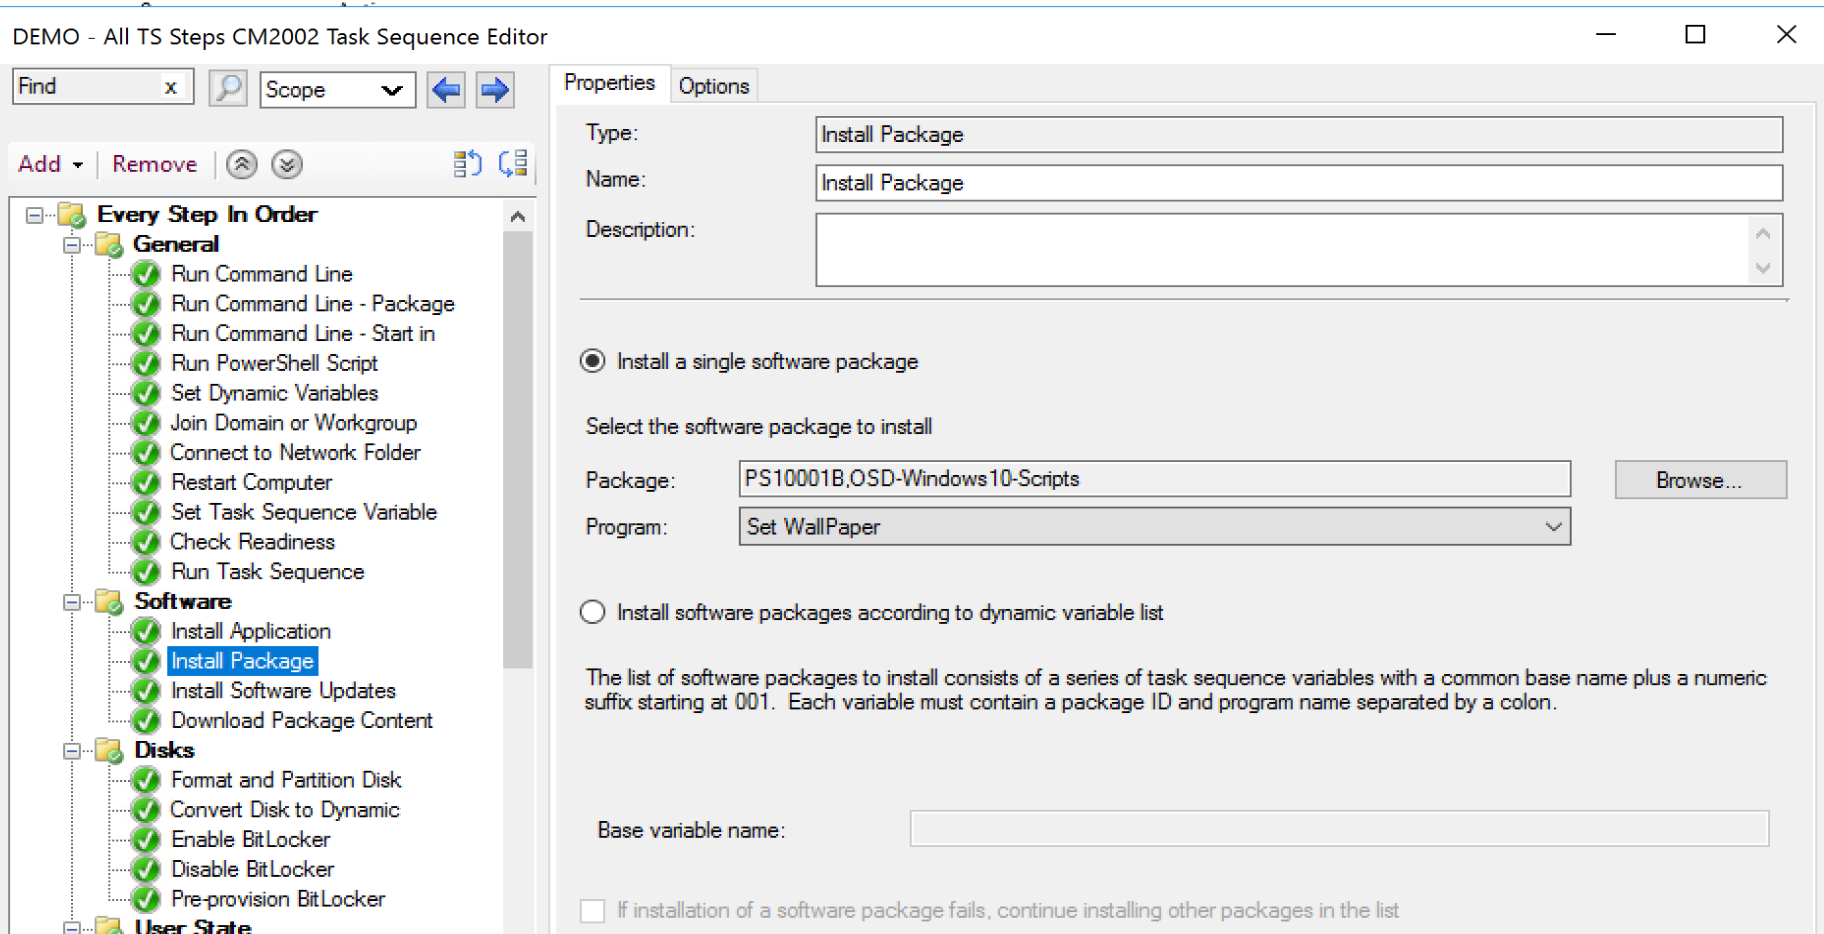 DEMO - All TS Steps CM2002 Task Sequence Editor
Find x Scope
Properties Options
Add Remove
Every Step In Order
General
Run Command Line
Run Command Line - Package
Run Command Line - Start in
Run PowerShell Script
Set Dynamic Variables
Join Domain or Workgroup
Connect to Network Folder
Restart Computer
Set Task Sequence Variable
Check Readiness
Run Task Sequence
Software
Install Application
Install Package
Install Software Updates
Download Package Content
Disks
Format and Partition Disk
Convert Disk to Dynamic
Enable BitLocker
Disable BitLocker
Pre-provision BitLocker
User State
Type: Install Package
Name: Install Package
Description:
Install a single software package
Select the software package to install
Package: PS10001B,OSD-Windows10-Scripts Browse...
Program: Set WallPaper
Install software packages according to dynamic variable list
The list of software packages to install consists of a series of task sequence variables with a common base name plus a numeric
suffix starting at 001. Each variable must contain a package ID and program name separated by a colon.
Base variable name:
If installation of a software package fails, continue installing other packages in the list